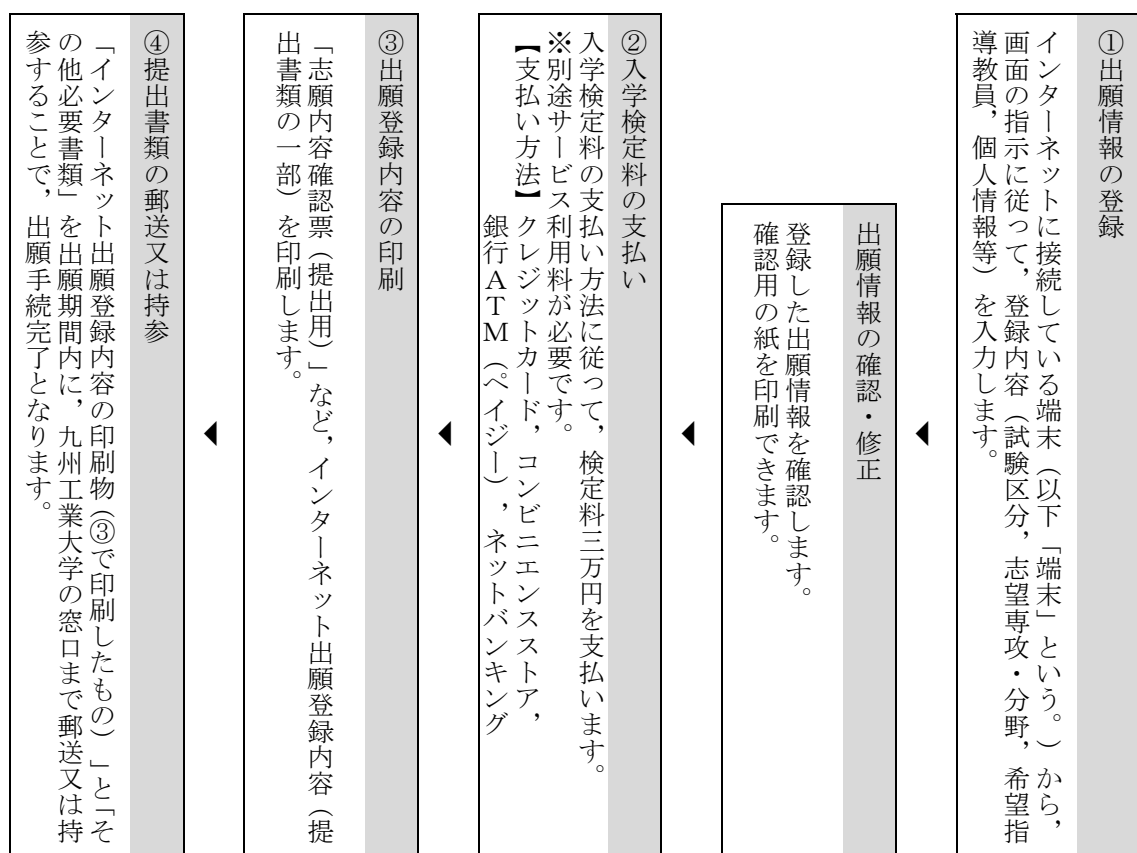 ①出願情報の登録
インターネットに接続している端末（以下「端末」という。）から，
画面の指示に従って，登録内容（試験区分，志望専攻・分野，希望指
導教員，個人情報等）を入力します。
出願情報の確認・修正
登録した出願情報を確認します。
確認用の紙を印刷できます。
②入学検定料の支払い
入学検定料の支払い方法に従って，検定料三万円を支払います。
※別途サービス利用料が必要です。
【支払い方法】クレジットカード，コンビニエンスストア，
銀行ＡＴＭ（ペイジー），ネットバンキング
③出願登録内容の印刷
「志願内容確認票（提出用）」など，インターネット出願登録内容（提
出書類の一部）を印刷します。
④提出書類の郵送又は持参
「インターネット出願登録内容の印刷物（③で印刷したもの）」と「そ
の他必要書類」を出願期間内に，九州工業大学の窓口まで郵送又は持
参することで，出願手続完了となります。